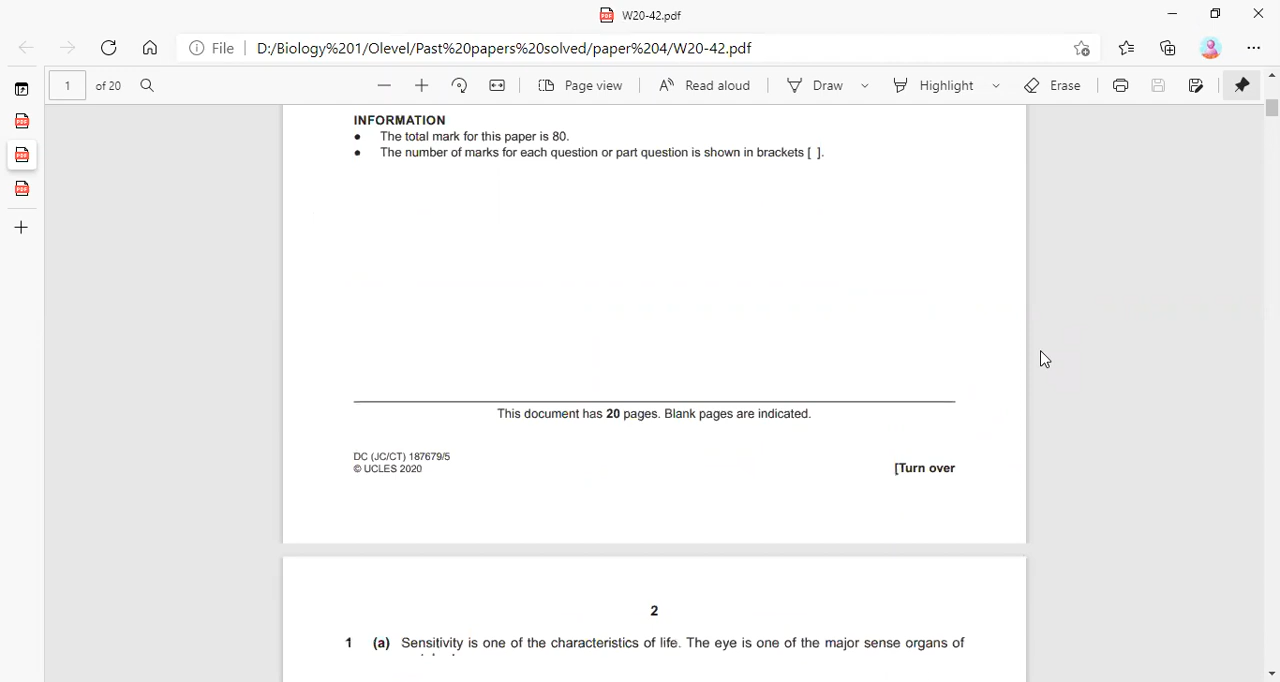 W20-42.pdf
File D:/Biology%201/Olevel/Past%20papers%20solved/paper%204/W20-42.pdf
1 of 20 Page view Read aloud Draw Highlight Erase
INFORMATION
• The total mark for this paper is 80.
• The number of marks for each question or part question is shown in brackets [ ].
This document has 20 pages. Blank pages are indicated.
DC (JC/CT) 187679/5
© UCLES 2020
[Turn over
2
1 (a) Sensitivity is one of the characteristics of life. The eye is one of the major sense organs of